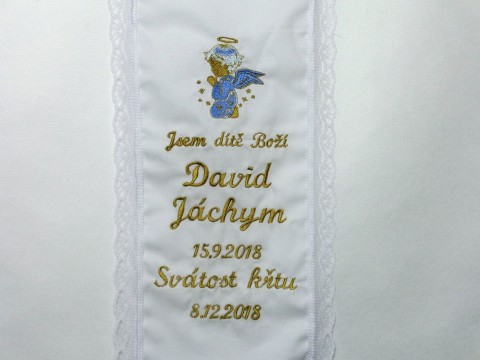 Jsem dítě Boží
David
Jáchym
15.9.2018
Svátost křtu
8.12.2018